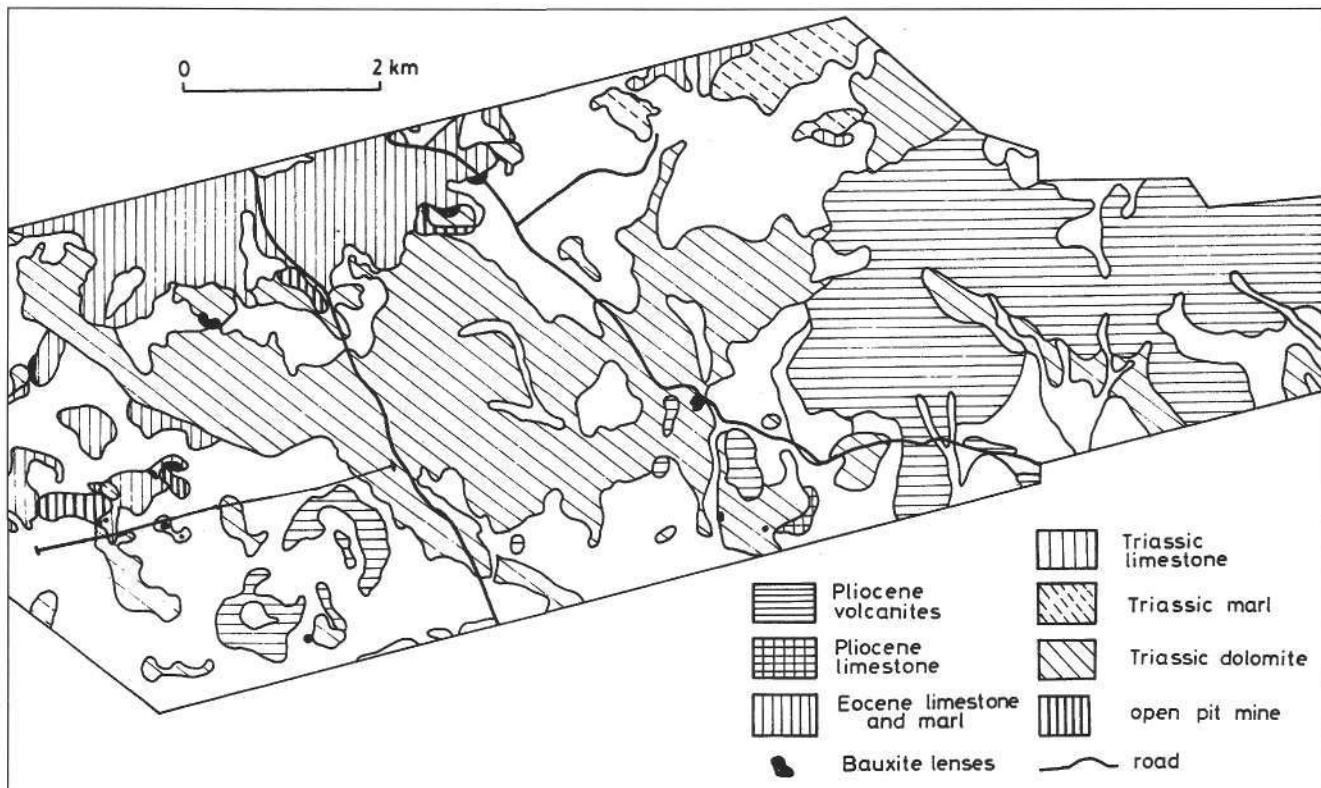 0 2 km
Pliocene
volcanites
Pliocene
limestone
Eocene limestone
and marl
Bauxite lenses
Triassic
limestone
Triassic marl
Triassic dolomite
open pit mine
road